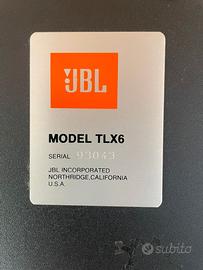 JBL
MODEL TLX6
SERIAL 93043
JBL INCORPORATED
NORTHRIDGE, CALIFORNIA
U.S.A.
subito